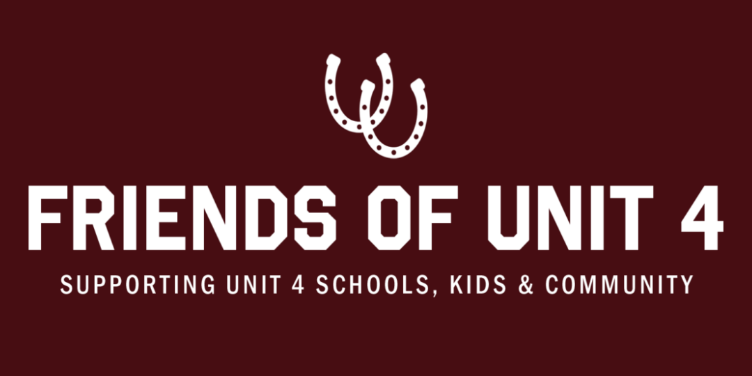 FRIENDS OF UNIT 4
SUPPORTING UNIT 4 SCHOOLS, KIDS & COMMUNITY